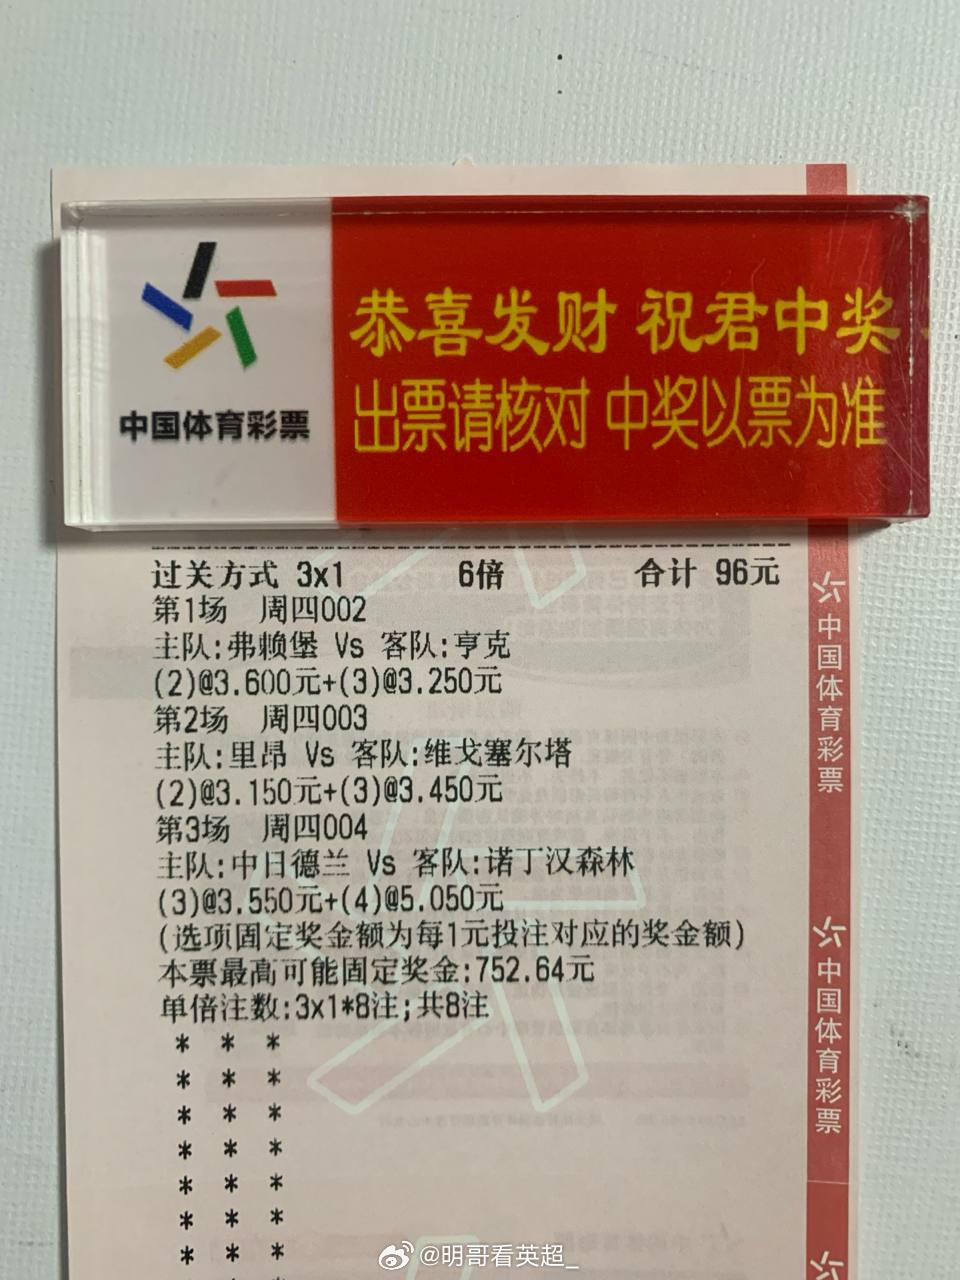 恭喜发财 祝君中奖
中国体育彩票
出票请核对 中奖以票为准
过关方式 3x1 6倍 合计 96元
第1场 周四002
主队:弗赖堡 Vs 客队:亨克
(2)@3.600元+(3)@3.250元
第2场 周四003
主队:里昂 Vs 客队:维戈塞尔塔
(2)@3.150元+(3)@3.450元
第3场 周四004
主队:中日德兰 Vs 客队:诺丁汉森林
(3)@3.550元+(4)@5.050元
(选项固定奖金额为每1元投注对应的奖金额)
本票最高可能固定奖金:752.64元
单倍注数:3x1*8注;共8注
* * *
* * *
* * *
* * *
* * *
* * *
* * *
中国体育彩票
中国体育彩票
@明哥看英超_